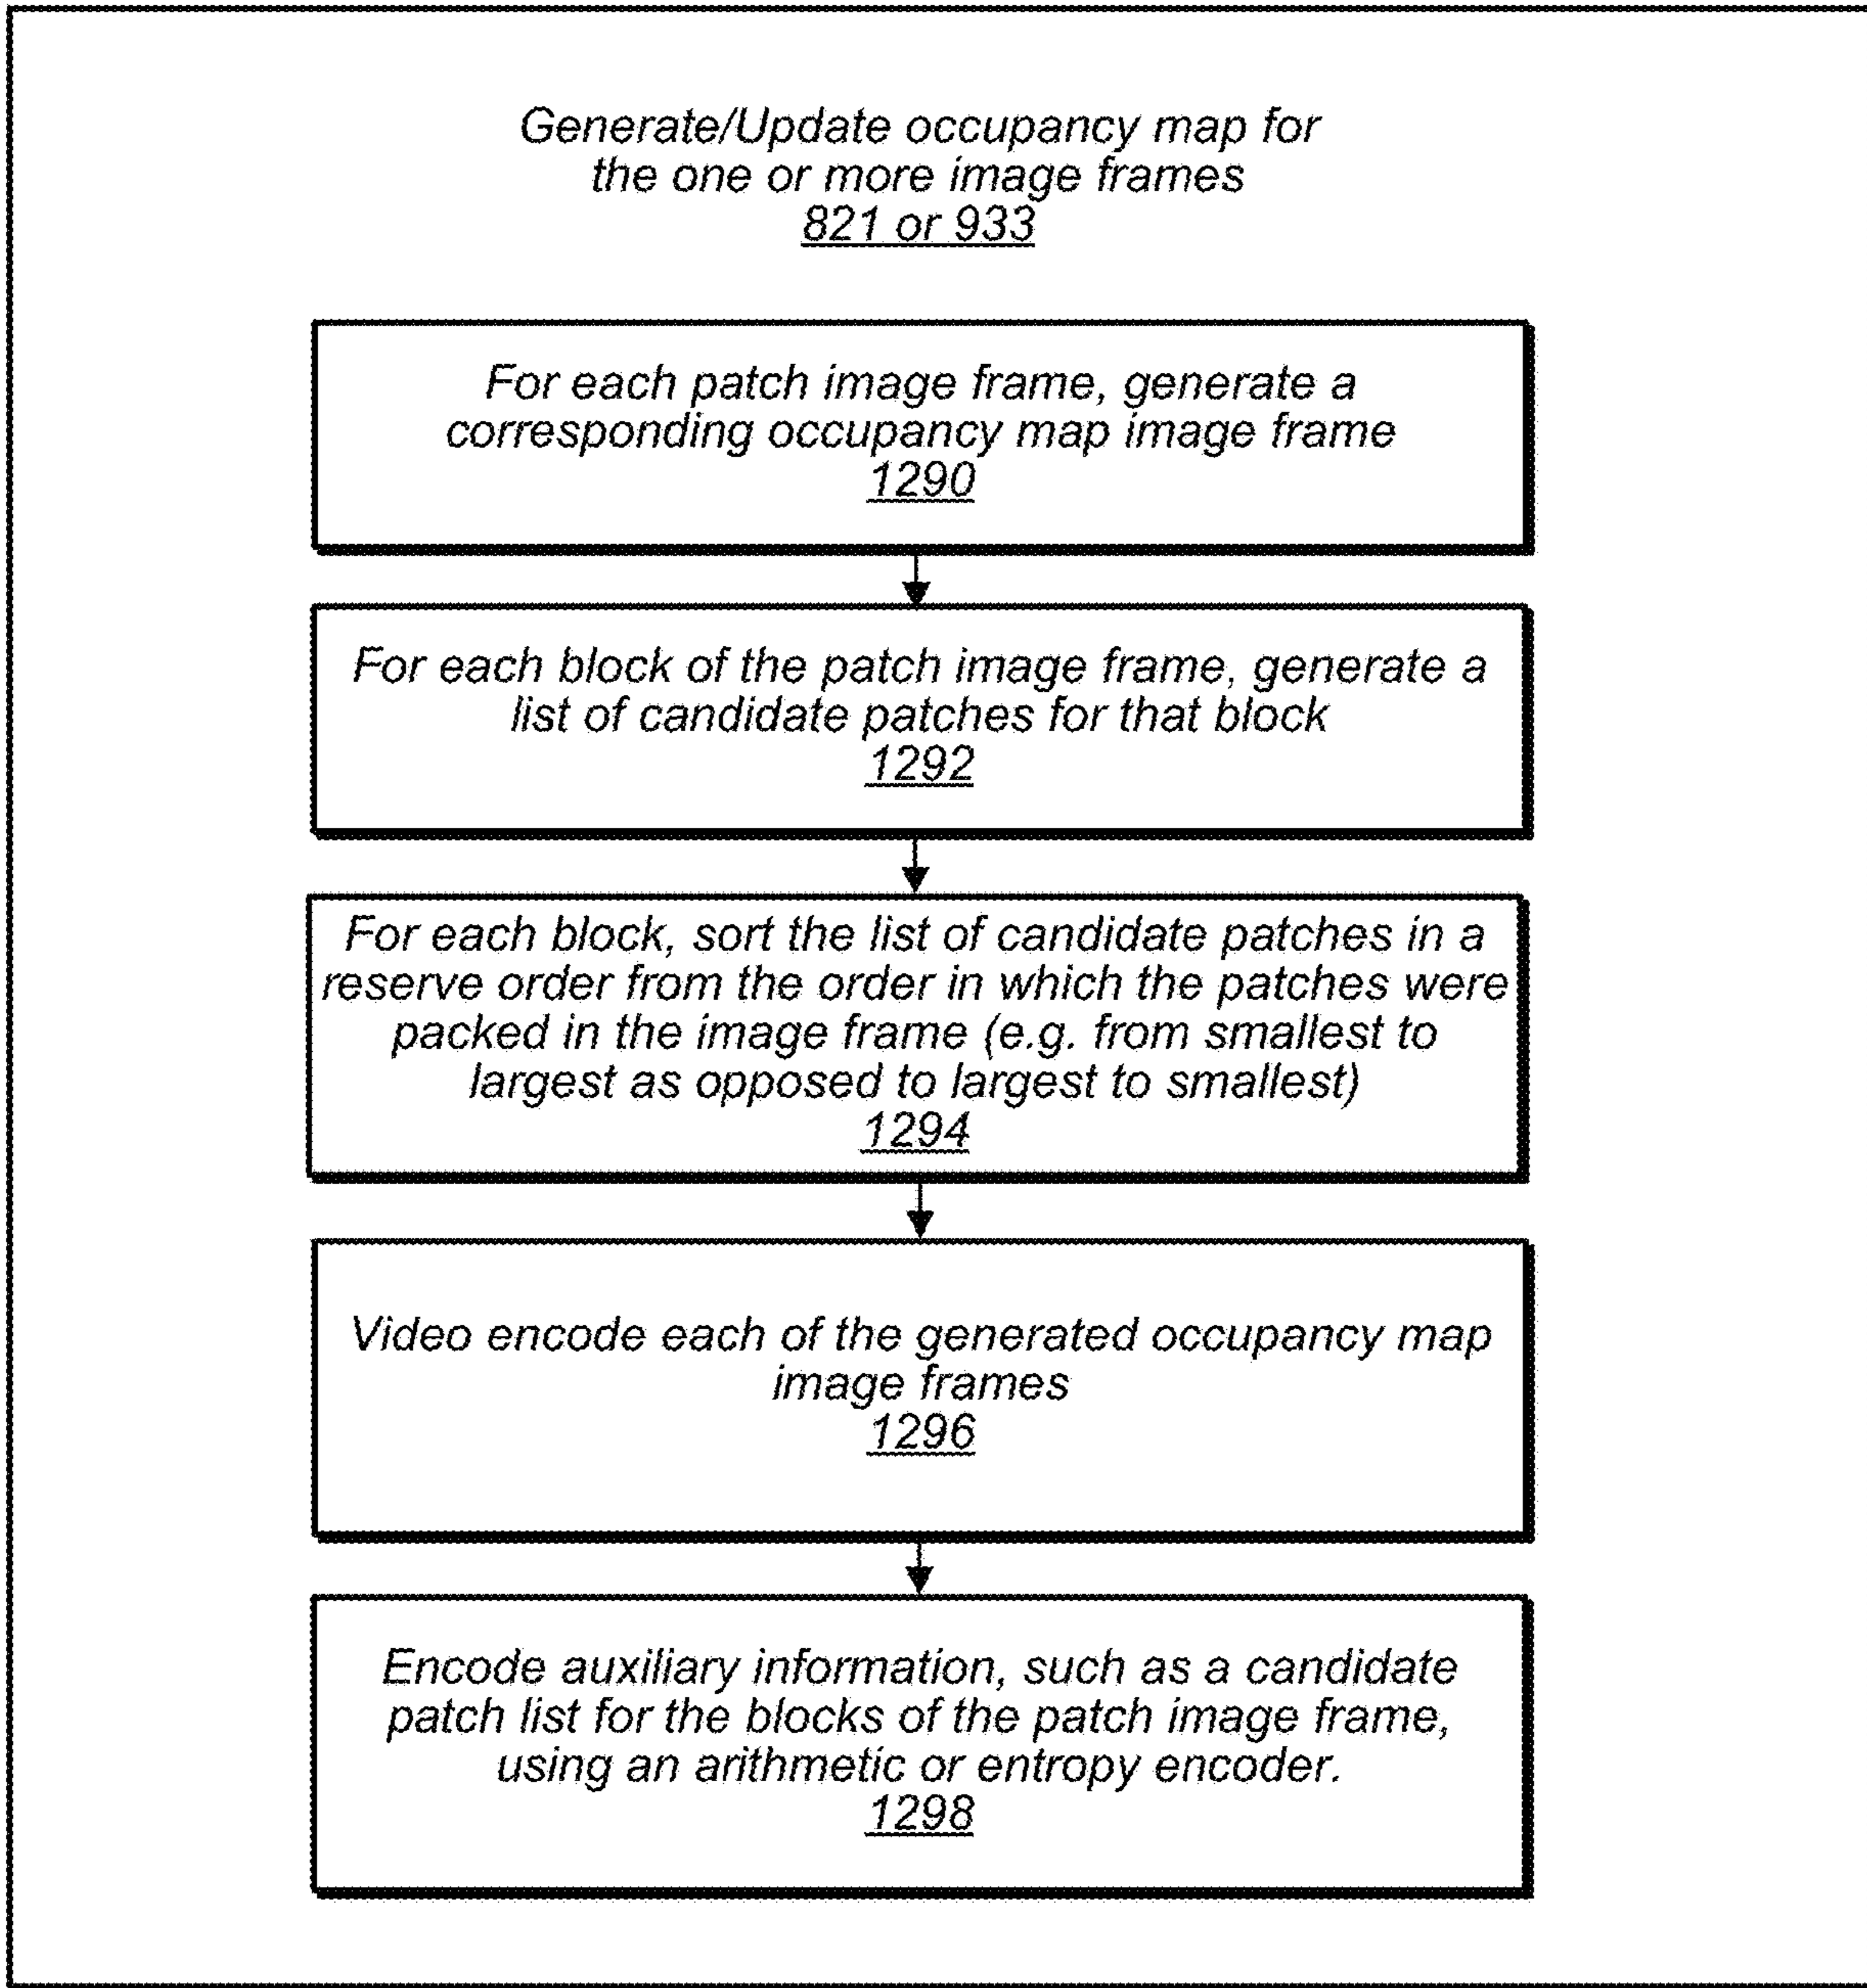 Generate/Update occupancy map for
the one or more image frames
821 or 933
For each patch image frame, generate a
corresponding occupancy map image frame
1290
For each block of the patch image frame, generate a
list of candidate patches for that block
1292
For each block, sort the list of candidate patches in a
reserve order from the order in which the patches were
packed in the image frame (e.g. from smallest to
largest as opposed to largest to smallest)
1294
Video encode each of the generated occupancy map
image frames
1296
Encode auxiliary information, such as a candidate
patch list for the blocks of the patch image frame,
using an arithmetic or entropy encoder.
1298